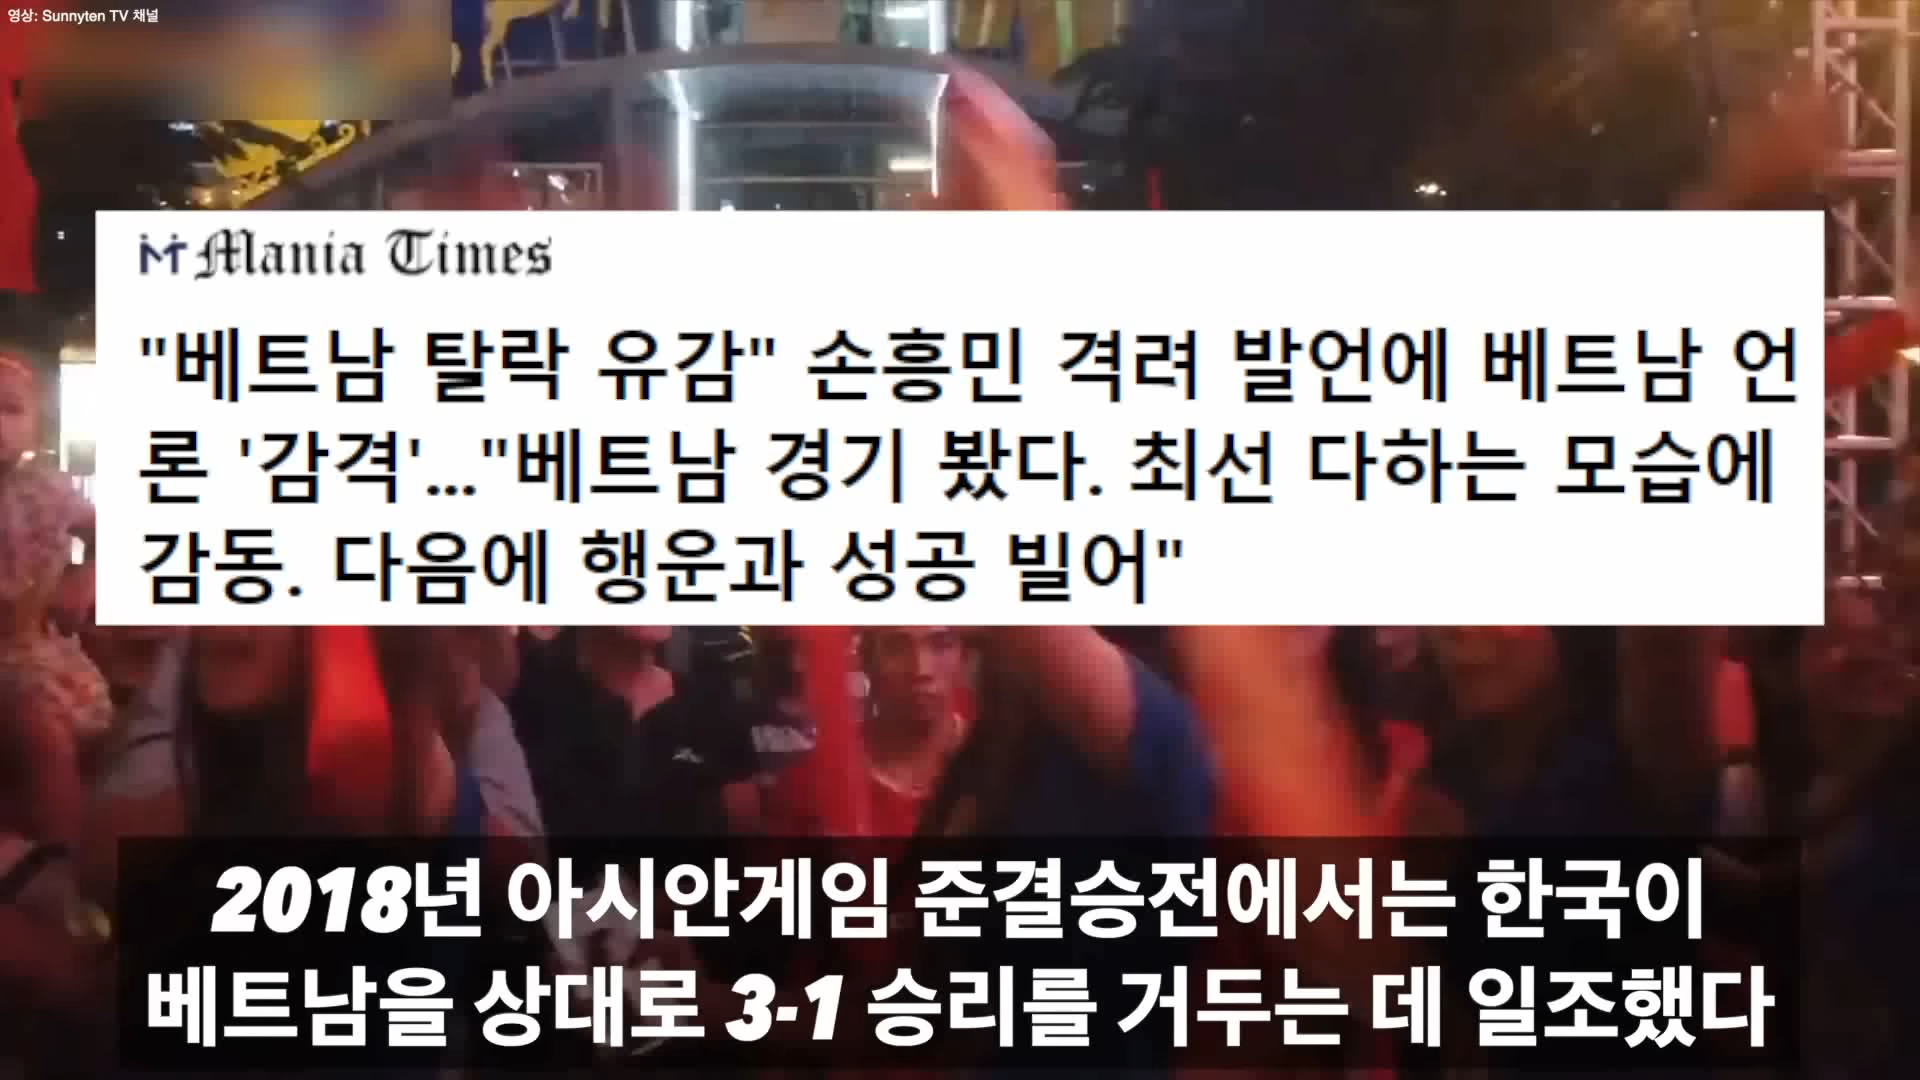 영상: Sunnyten TV 채널
MT Mania Times
"베트남 탈락 유감" 손흥민 격려 발언에 베트남 언
론 '감격'..."베트남 경기 봤다. 최선 다하는 모습에
감동. 다음에 행운과 성공 빌어"
2018년 아시안게임 준결승전에서는 한국이
베트남을 상대로 3-1 승리를 거두는 데 일조했다